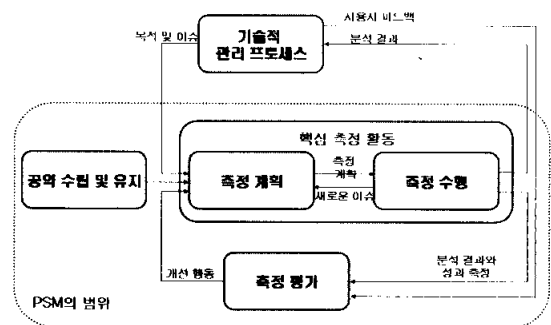 사용자 피드백
목적 및 이슈
기술적
관리 프로세스
분석 결과
핵심 측정 활동
공약 수립 및 유지
측정 계획
측정
계획
새로운 이슈
측정 수행
개선 행동
측정 평가
분석 결과와
성과 측정
PSM의 범위